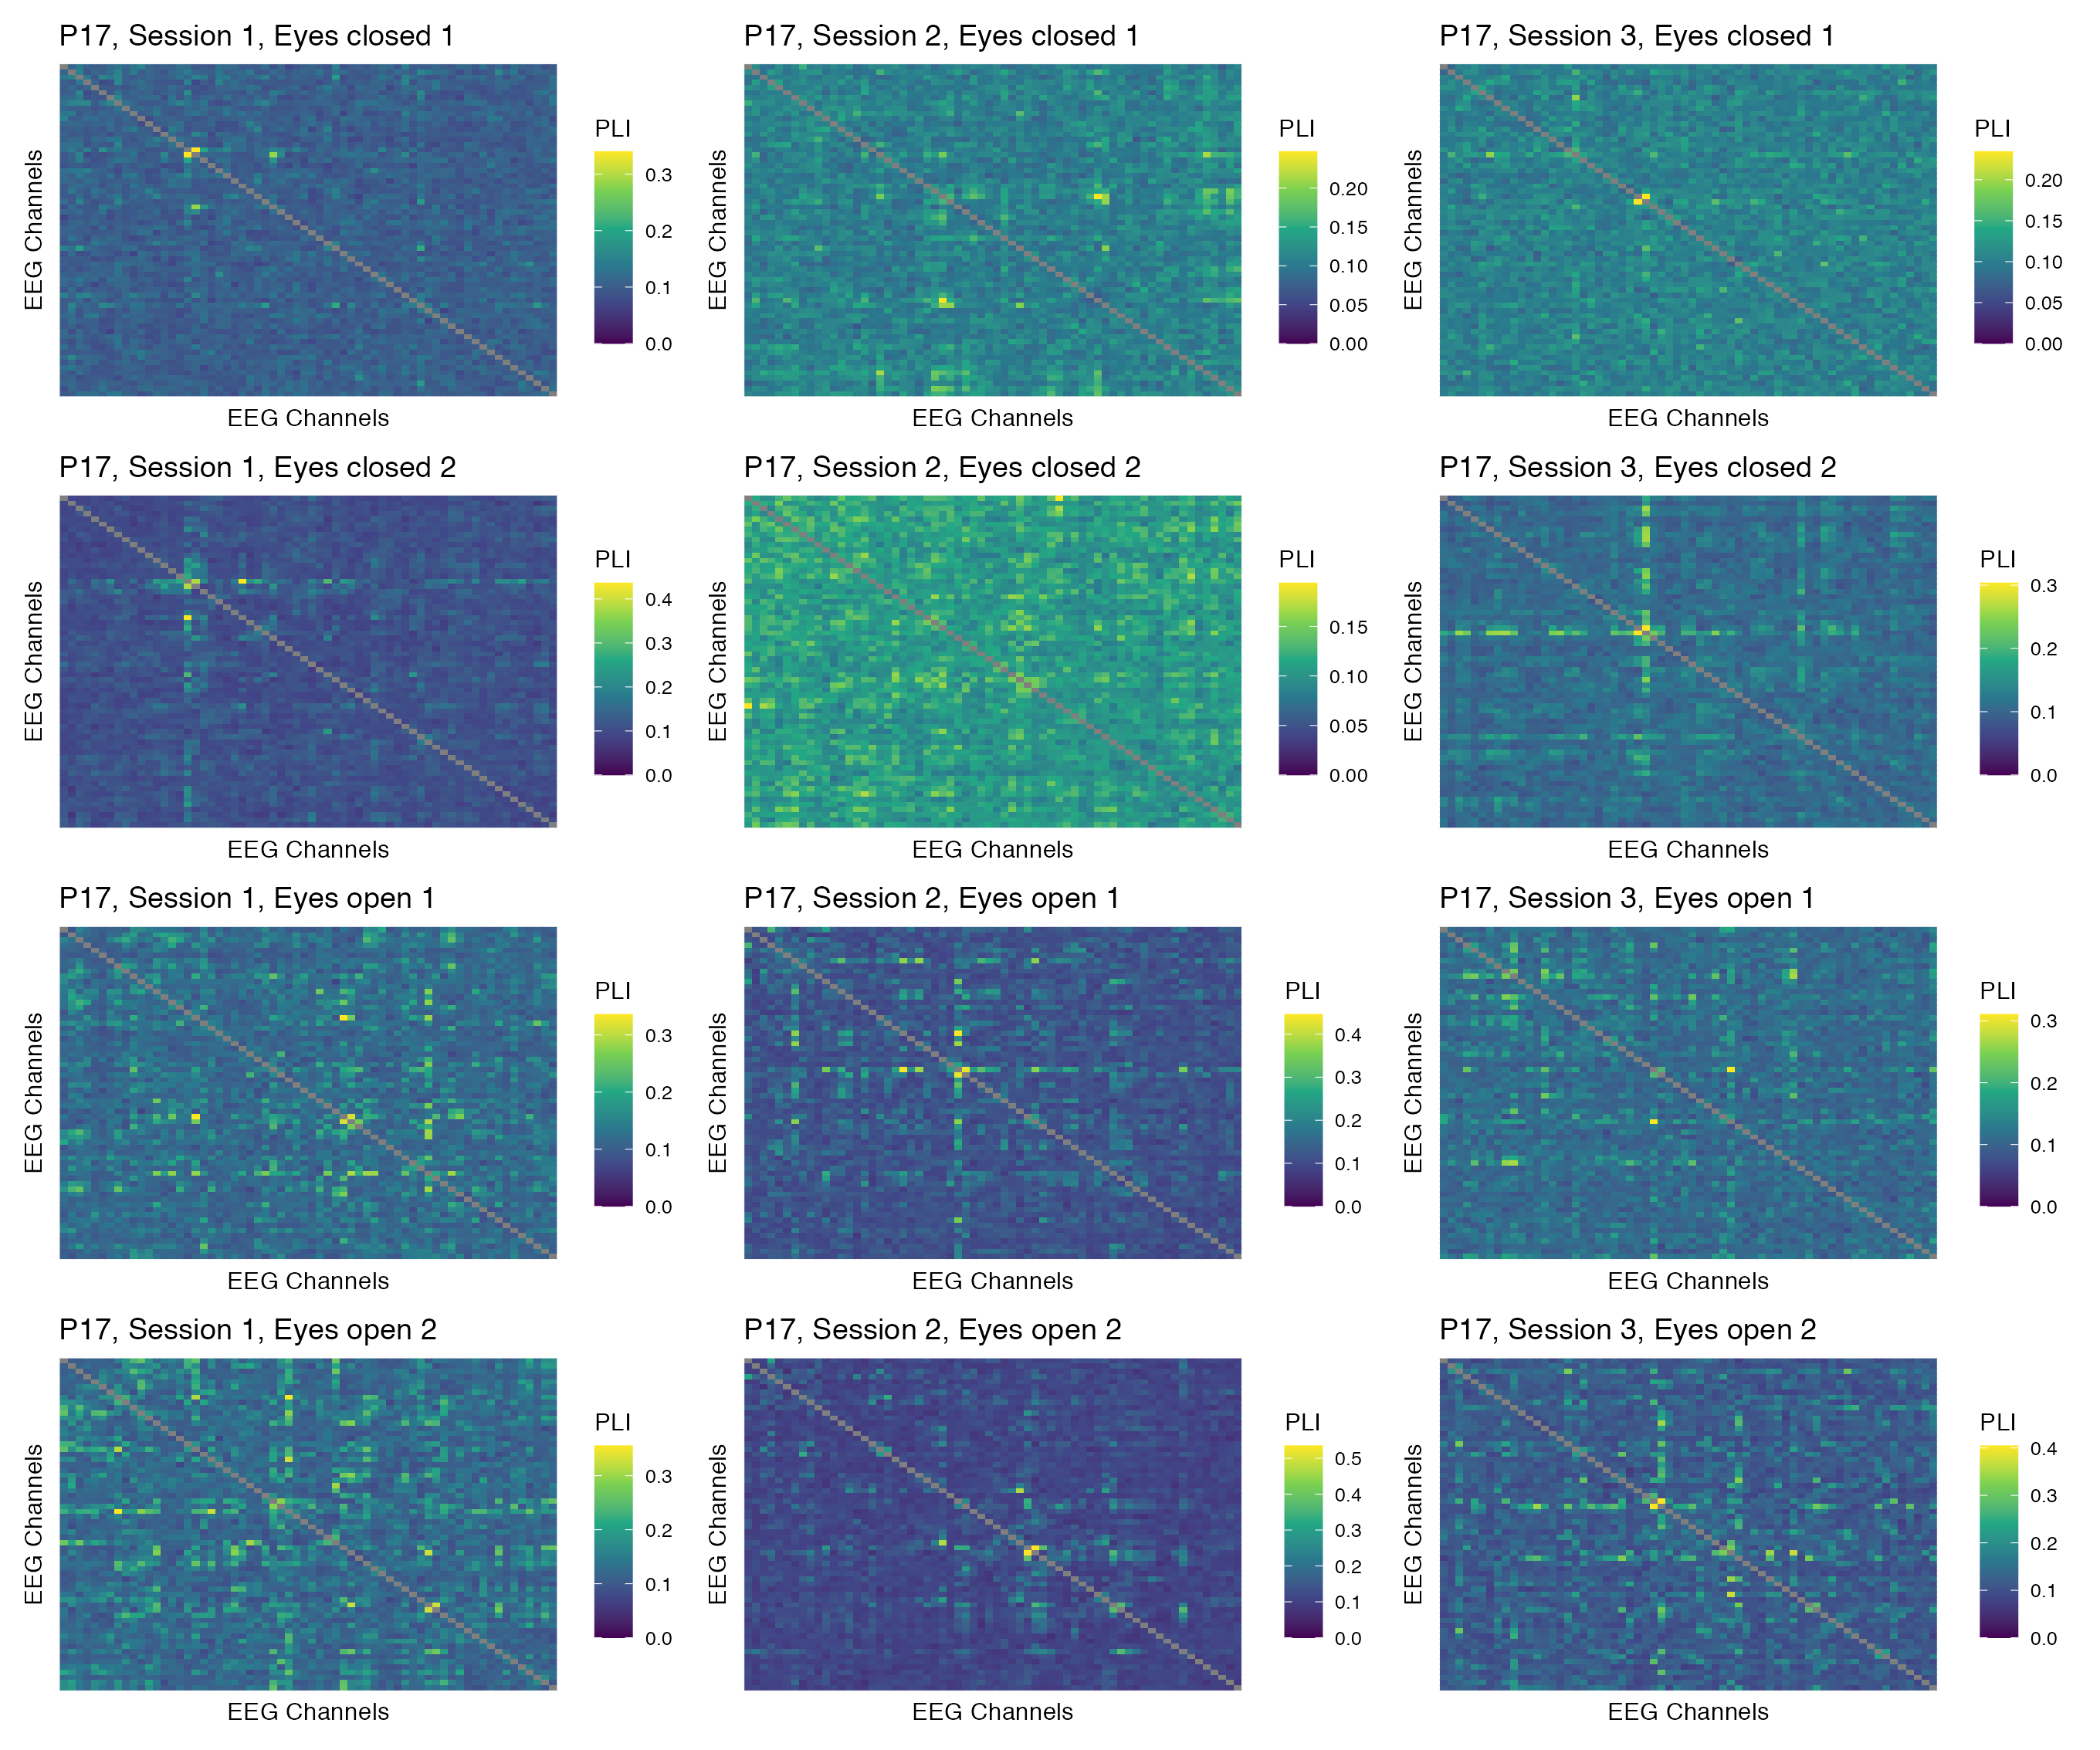 P17, Session 1, Eyes closed 1
EEG Channels
EEG Channels
PLI
0.3
0.2
0.1
0.0
P17, Session 2, Eyes closed 1
EEG Channels
EEG Channels
PLI
0.20
0.15
0.10
0.05
0.00
P17, Session 3, Eyes closed 1
EEG Channels
EEG Channels
PLI
0.20
0.15
0.10
0.05
0.00
P17, Session 1, Eyes closed 2
EEG Channels
EEG Channels
PLI
0.4
0.3
0.2
0.1
0.0
P17, Session 2, Eyes closed 2
EEG Channels
EEG Channels
PLI
0.15
0.10
0.05
0.00
P17, Session 3, Eyes closed 2
EEG Channels
EEG Channels
PLI
0.3
0.2
0.1
0.0
P17, Session 1, Eyes open 1
EEG Channels
EEG Channels
PLI
0.3
0.2
0.1
0.0
P17, Session 2, Eyes open 1
EEG Channels
EEG Channels
PLI
0.4
0.3
0.2
0.1
0.0
P17, Session 3, Eyes open 1
EEG Channels
EEG Channels
PLI
0.3
0.2
0.1
0.0
P17, Session 1, Eyes open 2
EEG Channels
EEG Channels
PLI
0.3
0.2
0.1
0.0
P17, Session 2, Eyes open 2
EEG Channels
EEG Channels
PLI
0.5
0.4
0.3
0.2
0.1
0.0
P17, Session 3, Eyes open 2
EEG Channels
EEG Channels
PLI
0.4
0.3
0.2
0.1
0.0